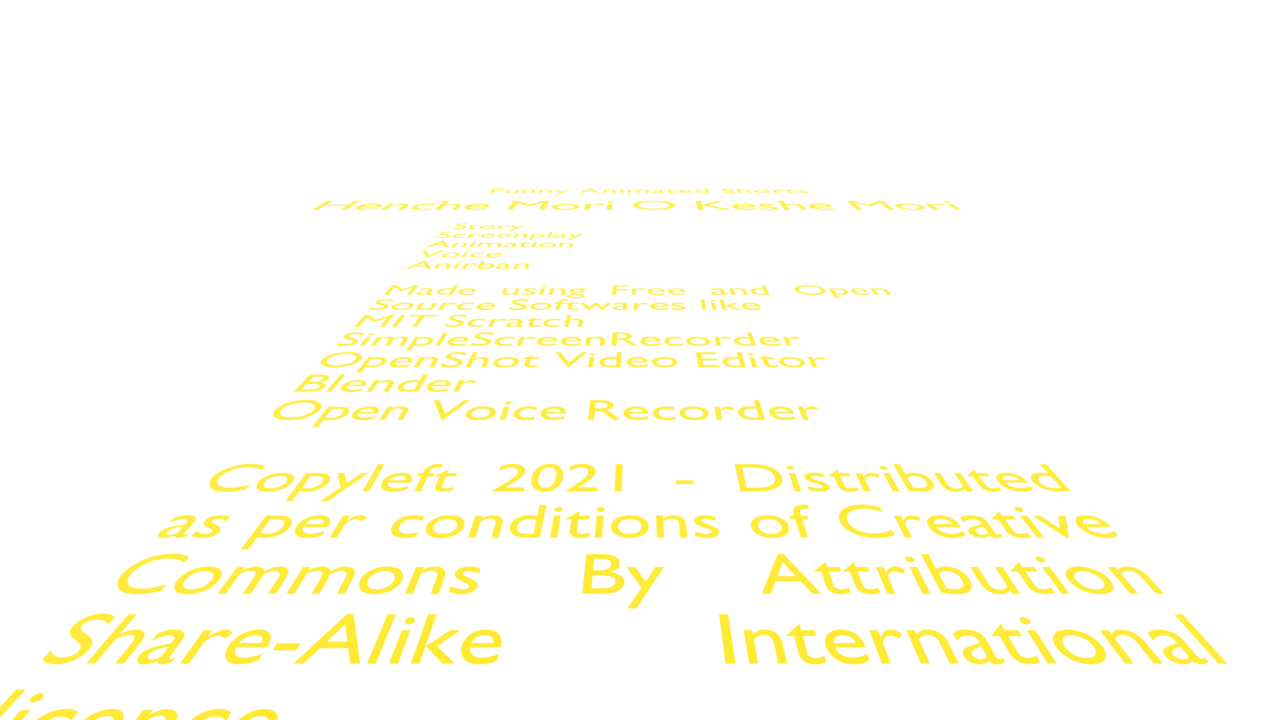 Funny Animated Shorts
Henche Mori O Keshe Mori
Story
Screenplay
Animation
Voice
Anirban
Made using Free and Open
Source Softwares like
MIT Scratch
SimpleScreenRecorder
OpenShot Video Editor
Blender
Open Voice Recorder
Copyleft 2021 - Distributed
as per conditions of Creative
Commons By Attribution
Share-Alike International
licence